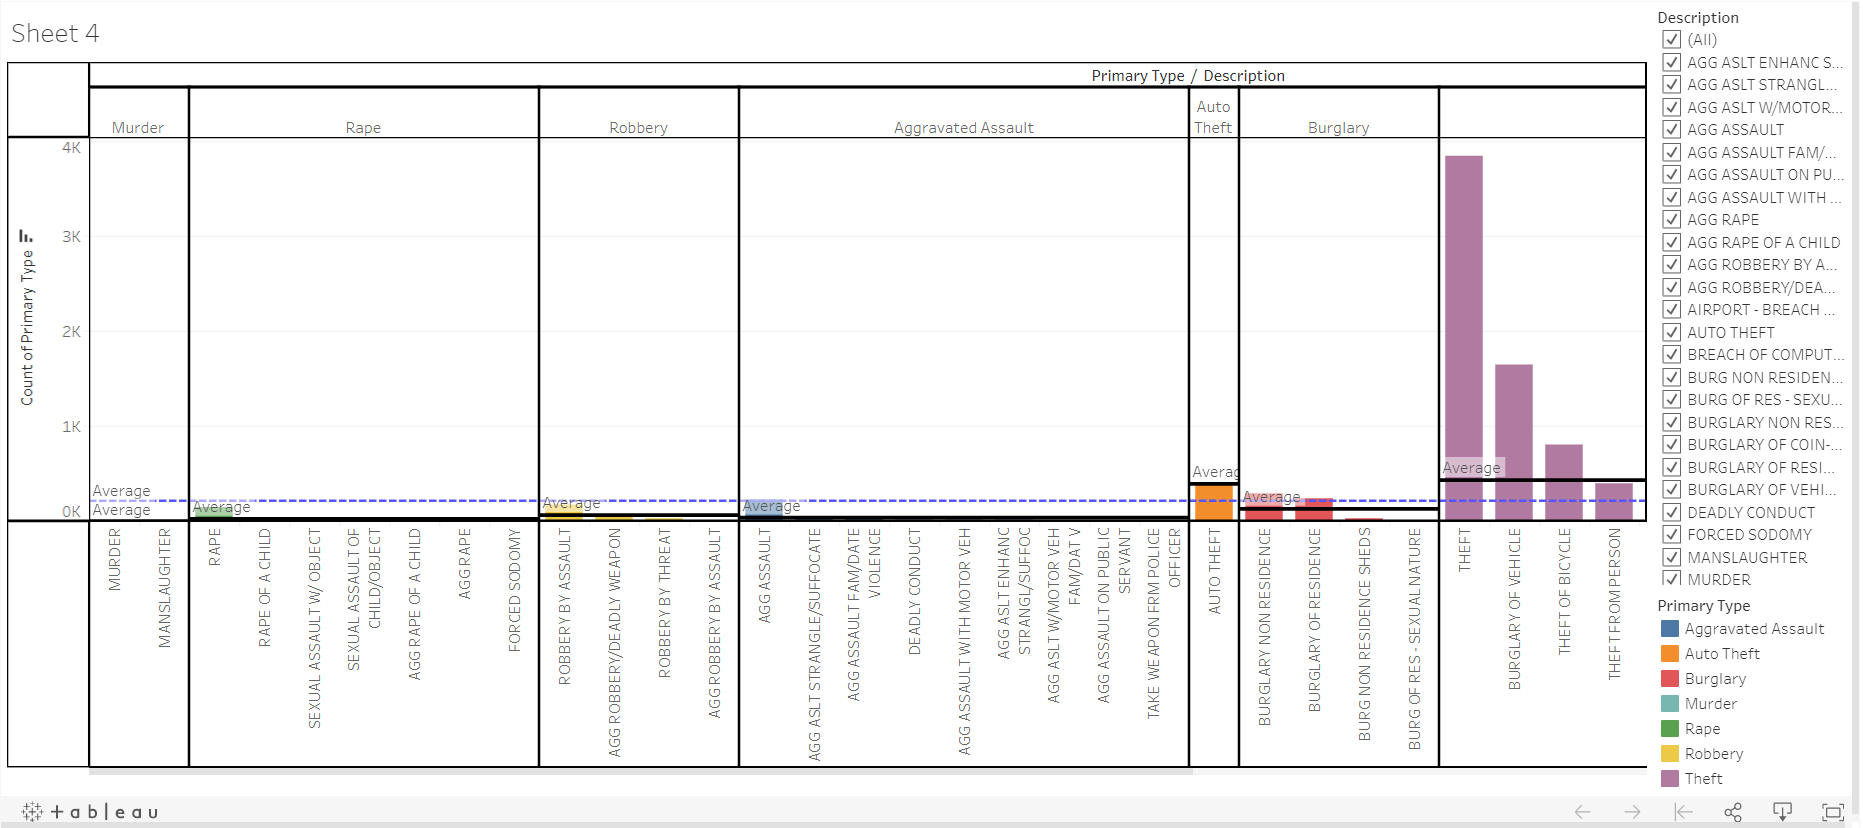 Sheet 4
Primary Type / Description
Murder
Rape
Robbery
Aggravated Assault
Auto
Theft
Burglary
Count of Primary Type
4K
3K
2K
1K
0K
Average
Average
Average
Average
Average
Averag
Average
Average
MURDER
MANSLAUGHTER
RAPE
RAPE OF A CHILD
SEXUAL ASSAULT W/ OBJECT
SEXUAL ASSAULT OF
CHILD/OBJECT
AGG RAPE OF A CHILD
AGG RAPE
FORCED SODOMY
ROBBERY BY ASSAULT
AGG ROBBERY/DEADLY WEAPON
ROBBERY BY THREAT
AGG ROBBERY BY ASSAULT
AGG ASSAULT
AGG ASLT STRANGLE/SUFFOCATE
AGG ASSAULT FAM/DATE
VIOLENCE
DEADLY CONDUCT
AGG ASSAULT WITH MOTOR VEH
AGG ASLT ENHANC
STRANGL/SUFFOC
AGG ASLT W/MOTOR VEH
FAM/DAT V
AGG ASSAULT ON PUBLIC
SERVANT
TAKE WEAPON FRM POLICE
OFFICER
AUTO THEFT
BURGLARY NON RESIDENCE
BURGLARY OF RESIDENCE
BURG NON RESIDENCE SHEDS
BURG OF RES - SEXUAL NATURE
THEFT
BURGLARY OF VEHICLE
THEFT OF BICYCLE
THEFT FROM PERSON
Description
(All)
AGG ASLT ENHANC S...
AGG ASLT STRANGL...
AGG ASLT W/MOTOR...
AGG ASSAULT
AGG ASSAULT FAM/...
AGG ASSAULT ON PU...
AGG ASSAULT WITH ...
AGG RAPE
AGG RAPE OF A CHILD
AGG ROBBERY BY A...
AGG ROBBERY/DEA...
AIRPORT - BREACH ...
AUTO THEFT
BREACH OF COMPUT...
BURG NON RESIDEN...
BURG OF RES - SEXU...
BURGLARY NON RES...
BURGLARY OF COIN-...
BURGLARY OF RESI...
BURGLARY OF VEHI...
DEADLY CONDUCT
FORCED SODOMY
MANSLAUGHTER
MURDER
Primary Type
Aggravated Assault
Auto Theft
Burglary
Murder
Rape
Robbery
Theft
+ableau